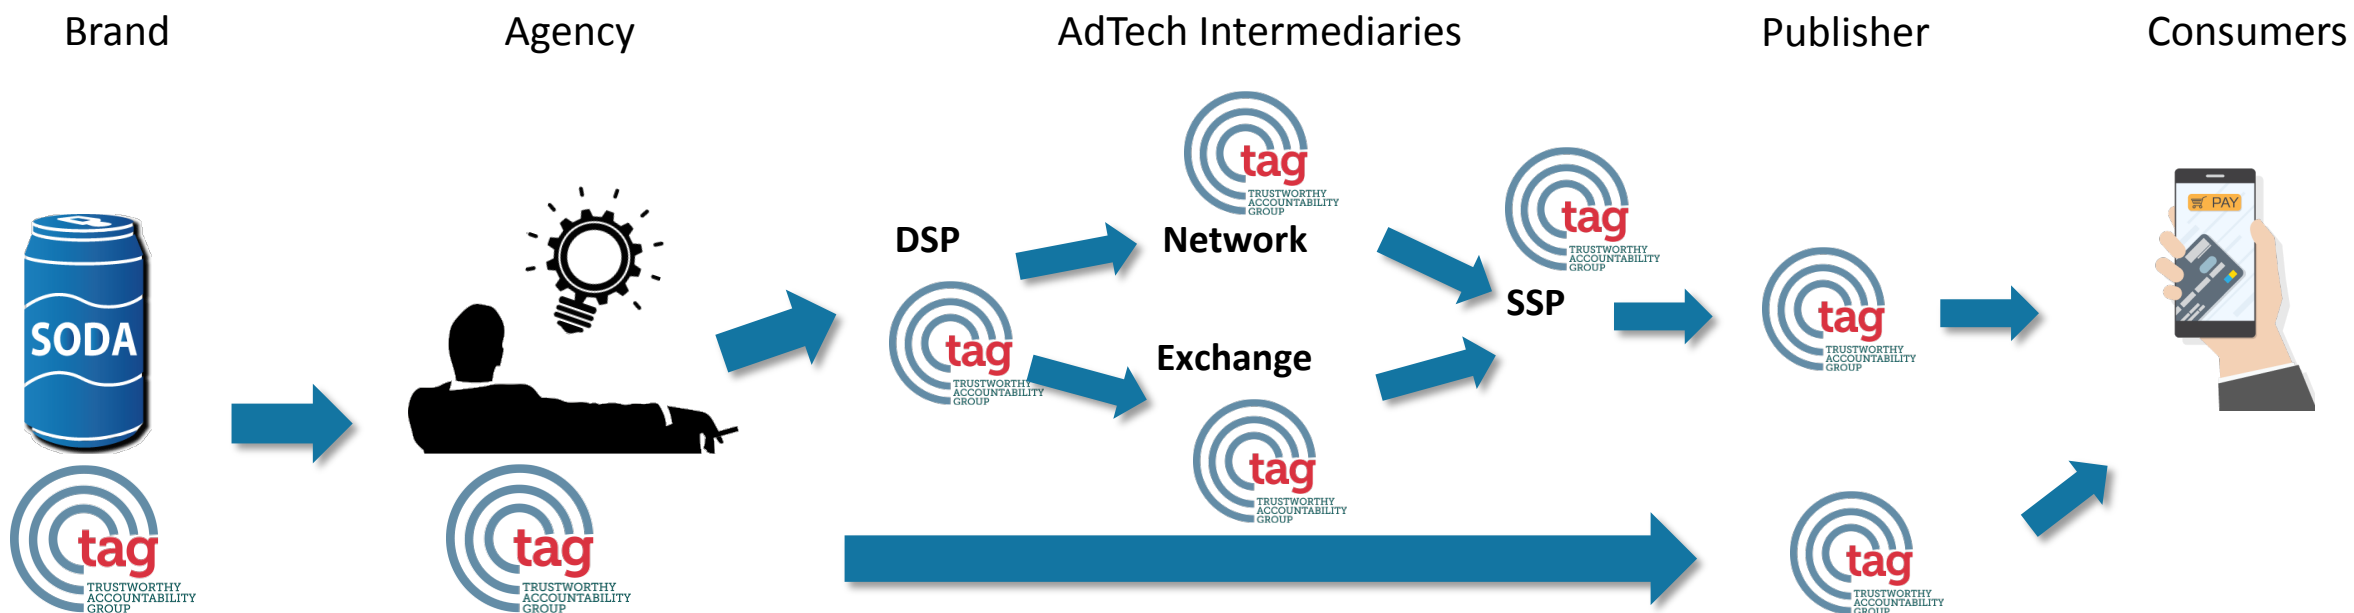 Brand
Agency
AdTech Intermediaries
Publisher
Consumers
SODA
tag
TRUSTWORTHY
ACCOUNTABILITY
GROUP
tag
TRUSTWORTHY
ACCOUNTABILITY
GROUP
DSP
tag
TRUSTWORTHY
ACCOUNTABILITY
GROUP
tag
TRUSTWORTHY
ACCOUNTABILITY
GROUP
Network
Exchange
tag
TRUSTWORTHY
ACCOUNTABILITY
GROUP
tag
TRUSTWORTHY
ACCOUNTABILITY
GROUP
SSP
tag
TRUSTWORTHY
ACCOUNTABILITY
GROUP
tag
TRUSTWORTHY
ACCOUNTABILITY
GROUP
PAY